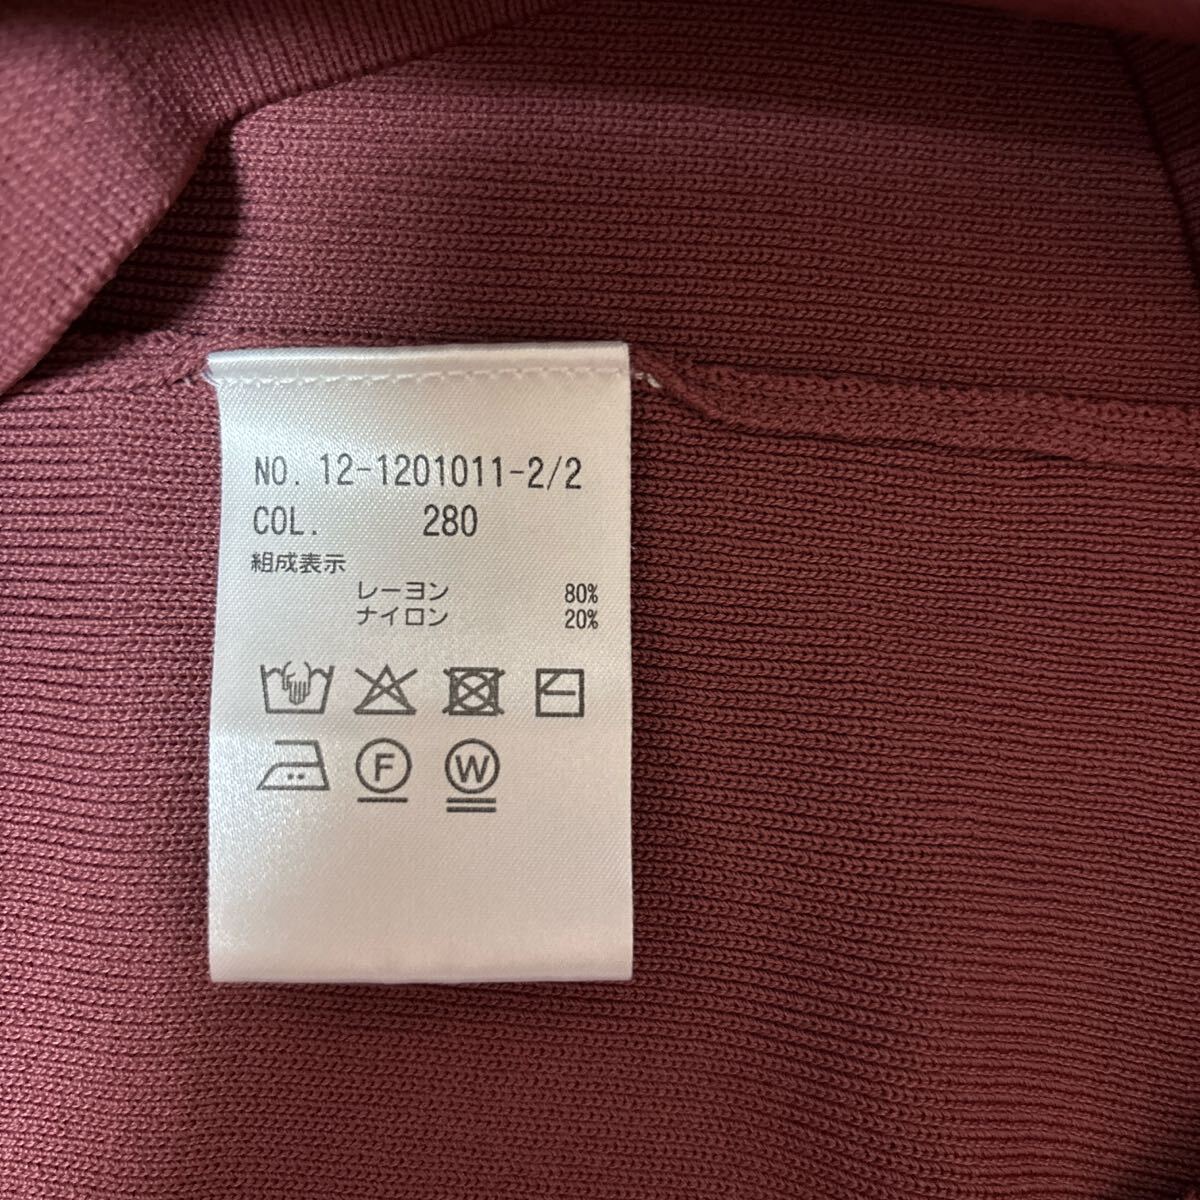 NO. 12-1201011-2/2
COL. 280
組成表示
レーヨン 80%
ナイロン 20%
F W